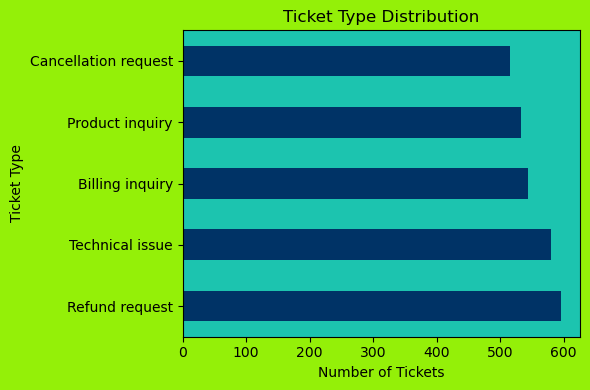 Ticket Type Distribution
Cancellation request
Product inquiry
Billing inquiry
Technical issue
Refund request
Ticket Type
0 100 200 300 400 500 600
Number of Tickets